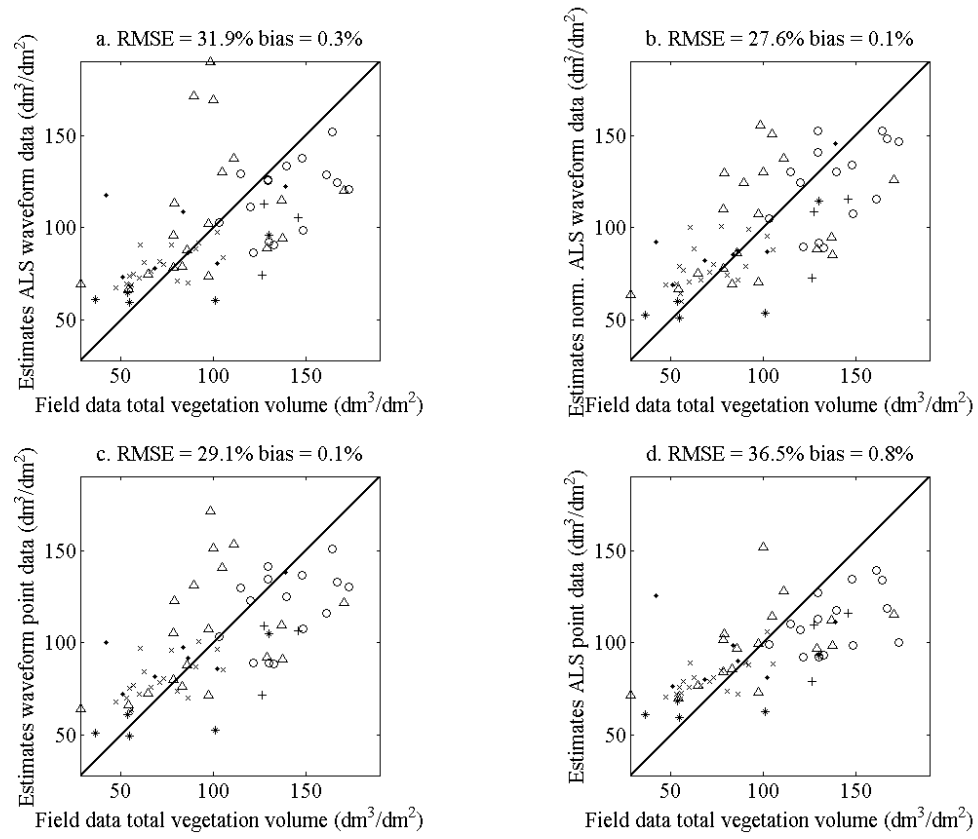 a. RMSE = 31.9% bias = 0.3%
Estimates ALS waveform data (dm³/dm²)
150
100
50
50 100 150
Field data total vegetation volume (dm³/dm²)
b. RMSE = 27.6% bias = 0.1%
Estimates norm. ALS waveform data (dm³/dm²)
150
100
50
50 100 150
Field data total vegetation volume (dm³/dm²)
c. RMSE = 29.1% bias = 0.1%
Estimates waveform point data (dm³/dm²)
150
100
50
50 100 150
Field data total vegetation volume (dm³/dm²)
d. RMSE = 36.5% bias = 0.8%
Estimates ALS point data (dm³/dm²)
150
100
50
50 100 150
Field data total vegetation volume (dm³/dm²)